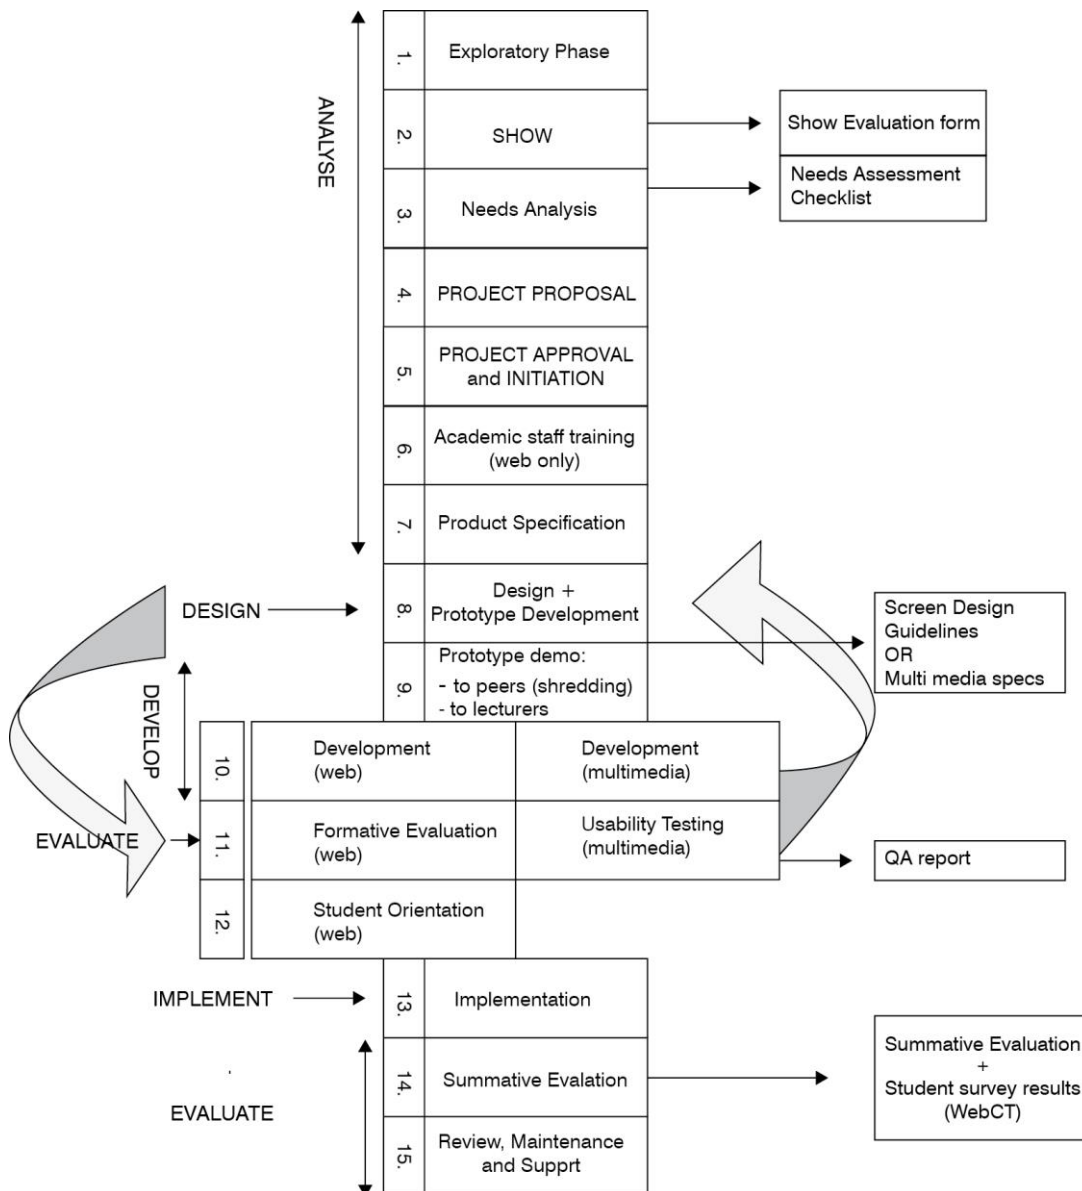 ANALYSE
1.
Exploratory Phase
2.
SHOW
Show Evaluation form
3.
Needs Analysis
Needs Assessment
Checklist
4.
PROJECT PROPOSAL
5.
PROJECT APPROVAL
and INITIATION
6.
Academic staff training
(web only)
7.
Product Specification
DESIGN
8.
Design +
Prototype Development
Screen Design
Guidelines
OR
Multi media specs
DEVELOP
9.
Prototype demo:
- to peers (shredding)
- to lecturers
10.
Development
(web)
Development
(multimedia)
EVALUATE
11.
Formative Evaluation
(web)
Usability Testing
(multimedia)
QA report
12.
Student Orientation
(web)
IMPLEMENT
13.
Implementation
EVALUATE
14.
Summative Evalation
Summative Evaluation
+
Student survey results
(WebCT)
15.
Review, Maintenance
and Supprt